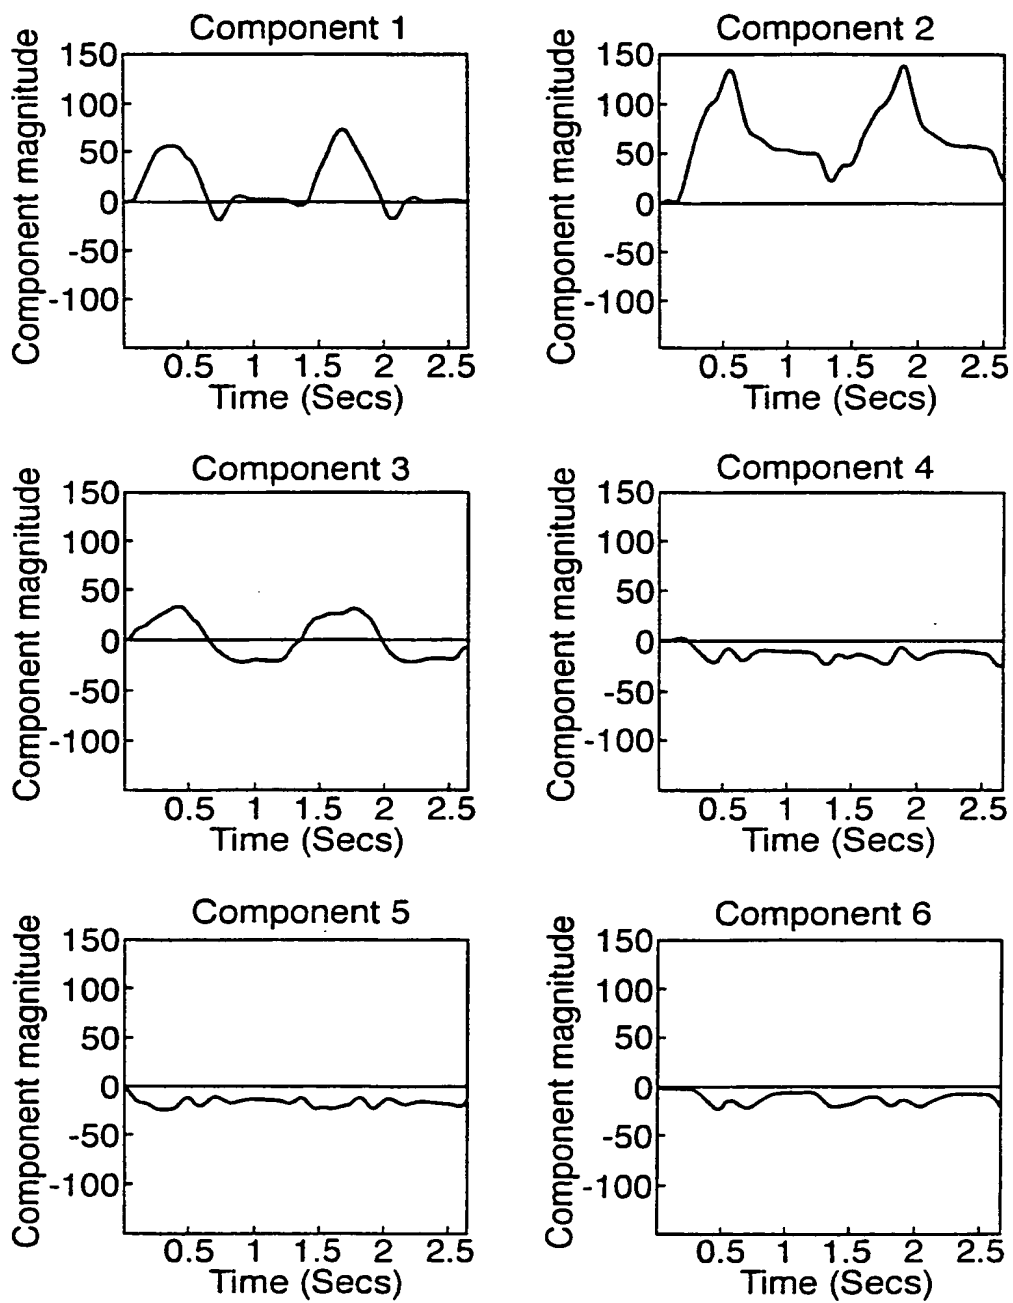 Component 1
Component magnitude
150
100
50
0
-50
-100
0.5 1 1.5 2 2.5
Time (Secs)
Component 2
Component magnitude
150
100
50
0
-50
-100
0.5 1 1.5 2 2.5
Time (Secs)
Component 3
Component magnitude
150
100
50
0
-50
-100
0.5 1 1.5 2 2.5
Time (Secs)
Component 4
Component magnitude
150
100
50
0
-50
-100
0.5 1 1.5 2 2.5
Time (Secs)
Component 5
Component magnitude
150
100
50
0
-50
-100
0.5 1 1.5 2 2.5
Time (Secs)
Component 6
Component magnitude
150
100
50
0
-50
-100
0.5 1 1.5 2 2.5
Time (Secs)